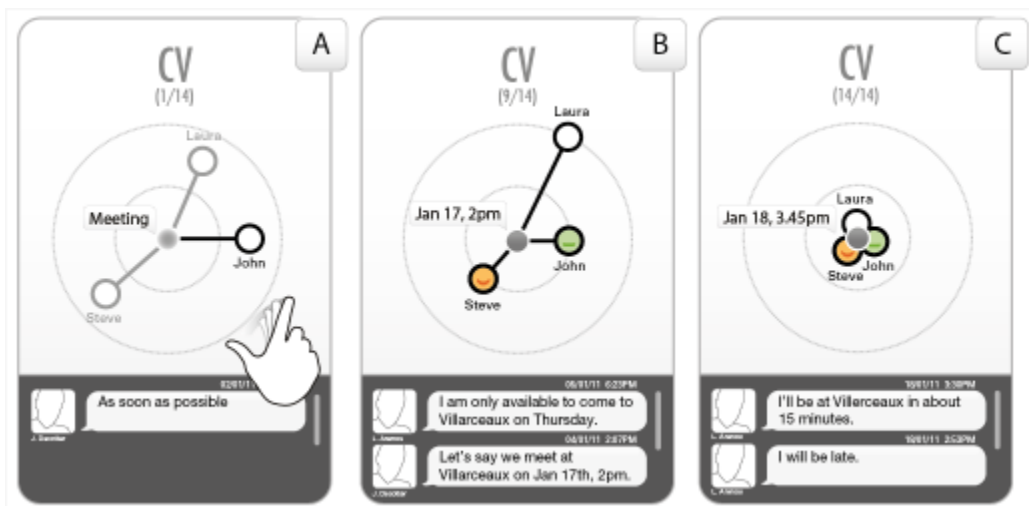 A
CV
(1/14)
Laura
Meeting
John
Steve
02/01/11
As soon as possible
B
CV
(9/14)
Laura
Jan 17, 2pm
John
Steve
6:23PM
I am only available to come to
Villarceaux on Thursday.
04/01/11 2:07PM
Let's say we meet at
Villarceaux on Jan 17th, 2pm.
C
CV
(14/14)
Laura
Jan 18, 3.45pm
John
Steve
18/01/11 3:30PM
I'll be at Villerceaux in about
15 minutes.
18/01/11 2:53PM
I will be late.